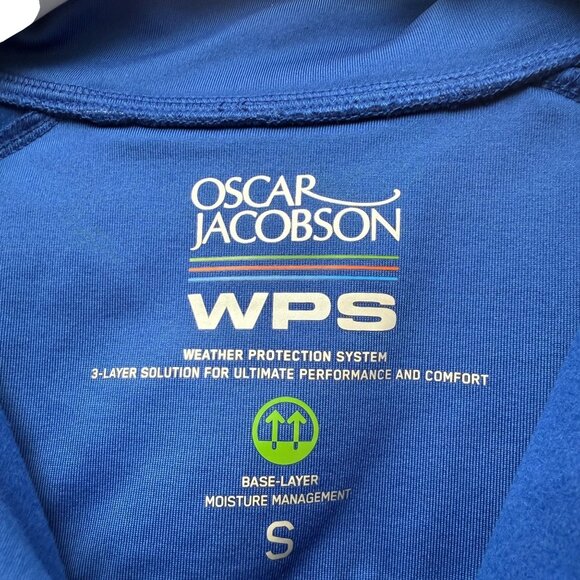 OSCAR
JACOBSON
WPS
WEATHER PROTECTION SYSTEM
3-LAYER SOLUTION FOR ULTIMATE PERFORMANCE AND COMFORT
BASE-LAYER
MOISTURE MANAGEMENT
S